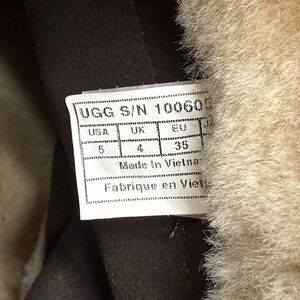 UGG S/N 10060
USA UK EU
5 4 35
Made in Vietna
Fabrique en Viet